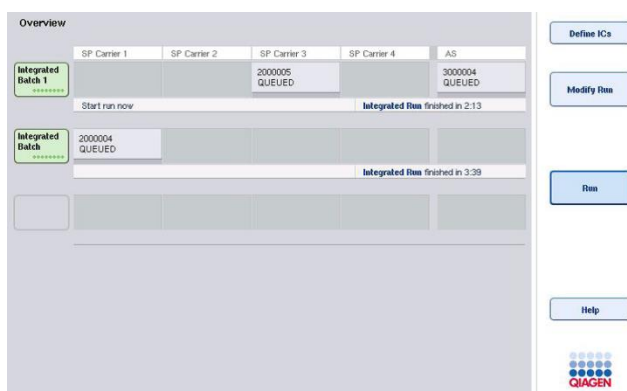 Overview
Define ICs
SP Carrier 1 SP Carrier 2 SP Carrier 3 SP Carrier 4 AS
Integrated
Batch 1
2000005
QUEUED
3000004
QUEUED
Modify Run
Start run now Integrated Run finished in 2:13
Integrated
Batch
2000004
QUEUED
Integrated Run finished in 3:39
Run
Help
QIAGEN